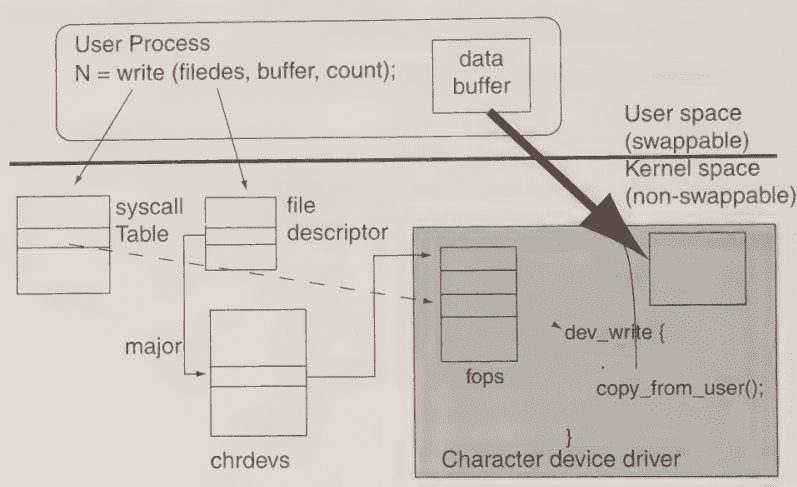 User Process
N = write (filedes, buffer, count);
data
buffer
User space
(swappable)
Kernel space
(non-swappable)
syscall
Table
file
descriptor
major
chrdevs
fops
dev_write {
copy_from_user();
}
Character device driver